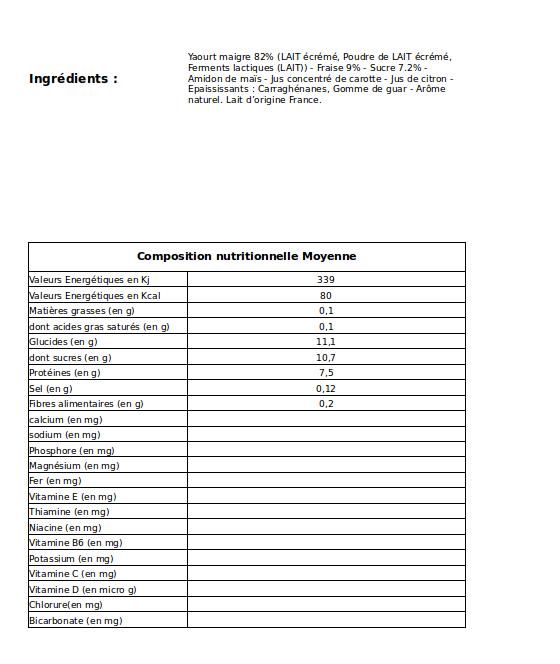 Ingrédients :
Yaourt maigre 82% (LAIT écrémé, Poudre de LAIT écrémé,
Ferments lactiques (LAIT)) - Fraise 9% - Sucre 7.2% -
Amidon de maïs - Jus concentré de carotte - Jus de citron -
Epaississants : Carraghénanes, Gomme de guar - Arôme
naturel. Lait d'origine France.
Composition nutritionnelle Moyenne
Valeurs Energétiques en Kj 339
Valeurs Energétiques en Kcal 80
Matières grasses (en g) 0,1
dont acides gras saturés (en g) 0,1
Glucides (en g) 11,1
dont sucres (en g) 10,7
Protéines (en g) 7,5
Sel (en g) 0,12
Fibres alimentaires (en g) 0,2
calcium (en mg)
sodium (en mg)
Phosphore (en mg)
Magnésium (en mg)
Fer (en mg)
Vitamine E (en mg)
Thiamine (en mg)
Niacine (en mg)
Vitamine B6 (en mg)
Potassium (en mg)
Vitamine C (en mg)
Vitamine D (en micro g)
Chlorure(en mg)
Bicarbonate (en mg)